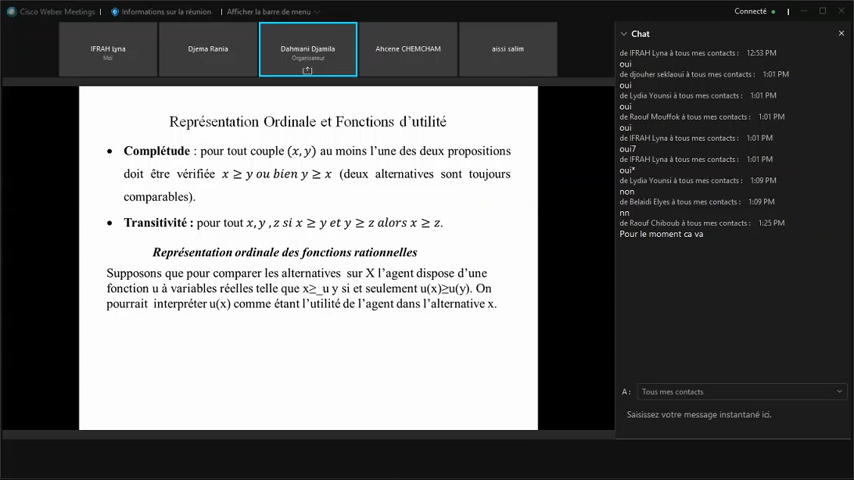 Cisco Webex Meetings
Informations sur la réunion
Afficher la barre de menu
Connecté
IFRAH Lyna
Moi
Djema Rania
Dahmani Djamila
Organisateur
Ahcene CHEMCHAM
aissi salim
Représentation Ordinale et Fonctions d'utilité
• Complétude : pour tout couple (x, y) au moins l'une des deux propositions
doit être vérifiée x ≥ y ou bien y ≥ x (deux alternatives sont toujours
comparables).
• Transitivité : pour tout x, y , z si x ≥ y et y ≥ z alors x ≥ z.
Représentation ordinale des fonctions rationnelles
Supposons que pour comparer les alternatives sur X l'agent dispose d'une
fonction u à variables réelles telle que x≥_u y si et seulement u(x)≥u(y). On
pourrait interpréter u(x) comme étant l'utilité de l'agent dans l'alternative x.
Chat
de IFRAH Lyna à tous mes contacts : 12:53 PM
oui
de djouher seklaoui à tous mes contacts : 1:01 PM
oui
de Lydia Younsi à tous mes contacts : 1:01 PM
oui
de Raouf Mouffok à tous mes contacts : 1:01 PM
oui
de IFRAH Lyna à tous mes contacts : 1:01 PM
oui7
de IFRAH Lyna à tous mes contacts : 1:01 PM
oui*
de Lydia Younsi à tous mes contacts : 1:09 PM
non
de Belaidi Elyes à tous mes contacts : 1:09 PM
nn
de Raouf Chiboub à tous mes contacts : 1:25 PM
Pour le moment ca va
A : Tous mes contacts
Saisissez votre message instantané ici.